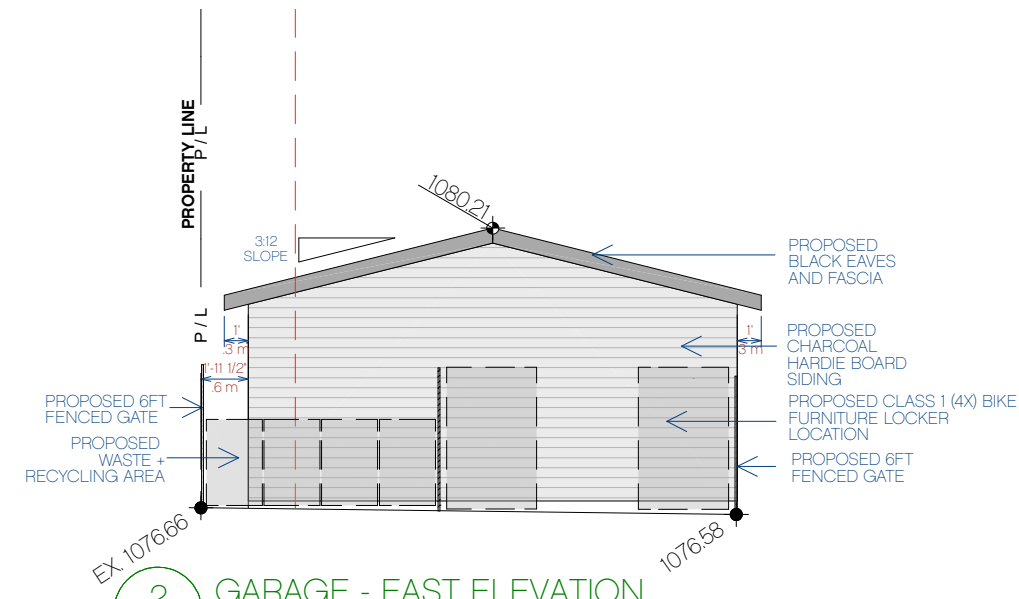 PROPERTY LINE
P / L
1080.21
3:12
SLOPE
PROPOSED
BLACK EAVES
AND FASCIA
P / L
1'
.3 m
1'
3 m
PROPOSED
CHARCOAL
HARDIE BOARD
SIDING
1'-11 1/2"
.6 m
PROPOSED 6FT
FENCED GATE
PROPOSED CLASS 1 (4X) BIKE
FURNITURE LOCKER
LOCATION
PROPOSED
WASTE +
RECYCLING AREA
PROPOSED 6FT
FENCED GATE
EX. 1076.66
1076.58
2
GARAGE - EAST ELEVATION